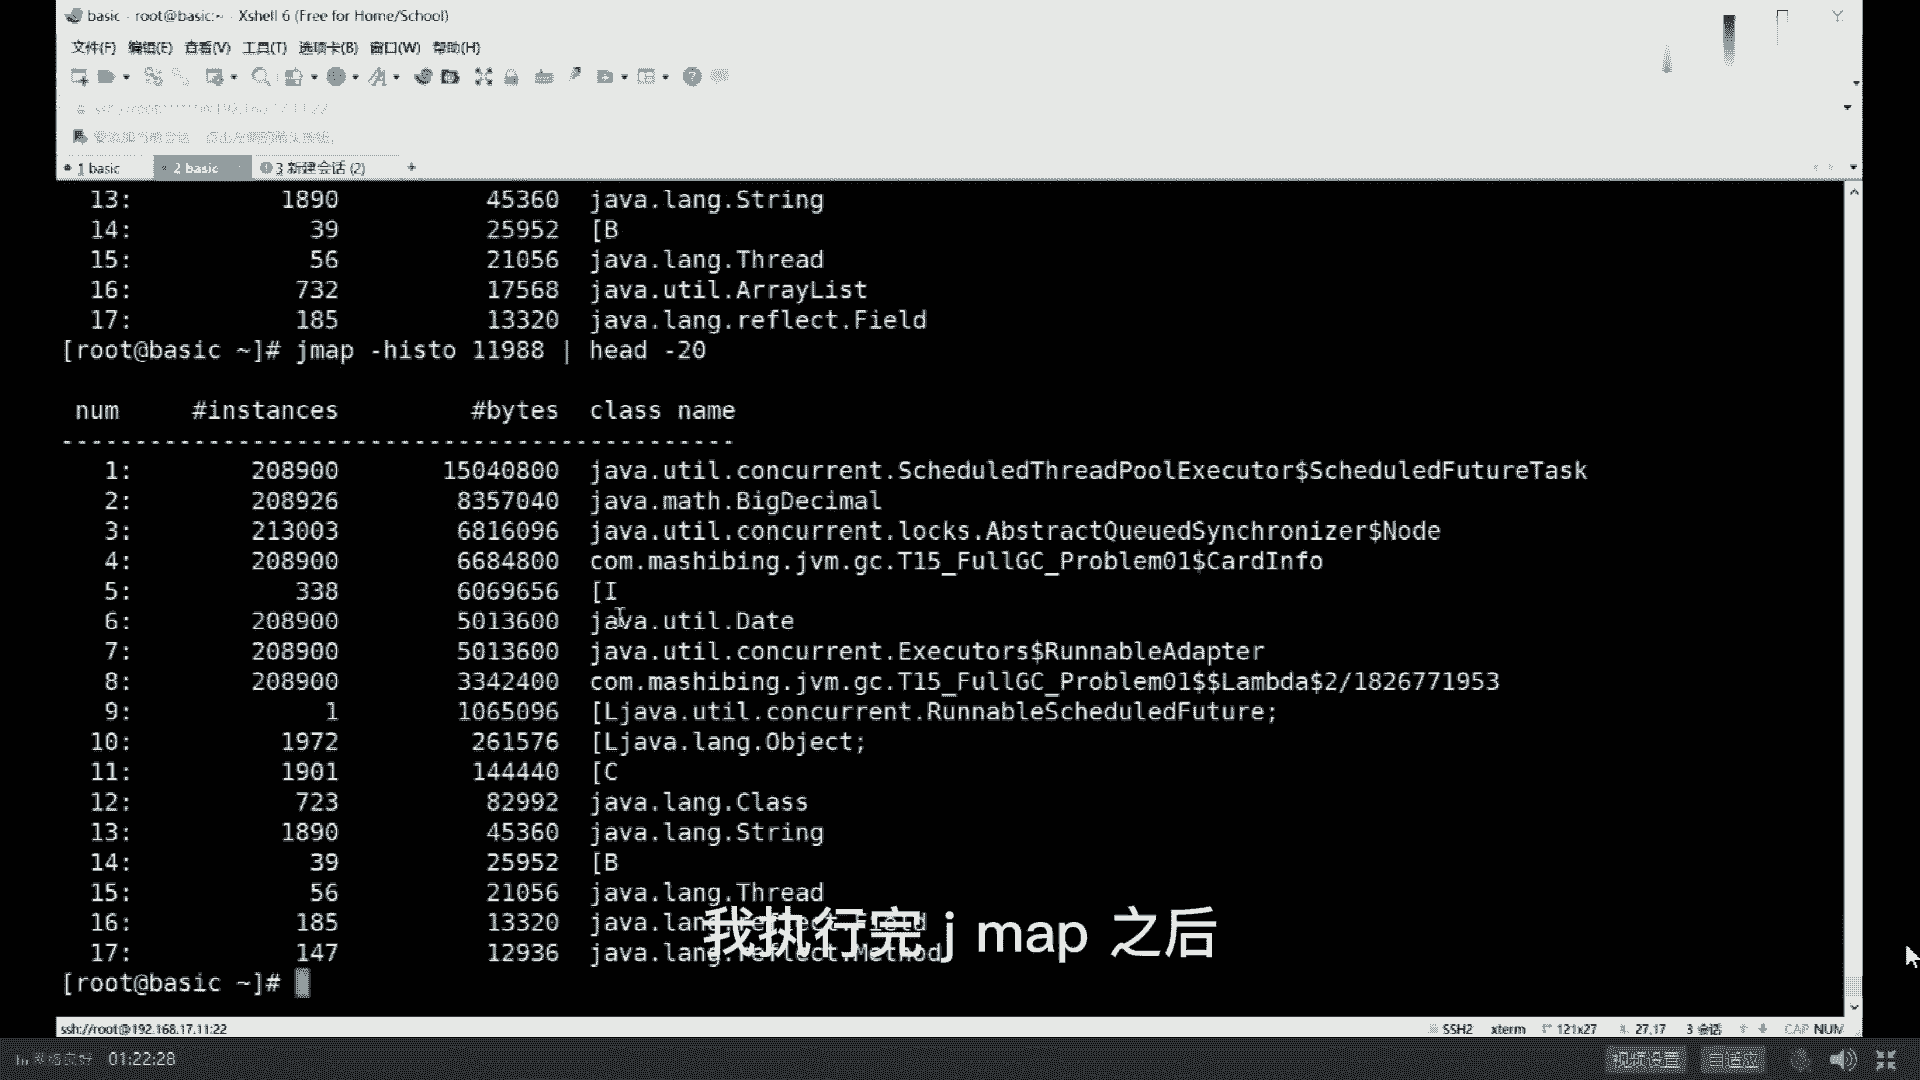 basic - root@basic:~ - Xshell 6 (Free for Home/School)
文件(F) 编辑(E) 查看(V) 工具(T) 选项卡(B) 窗口(W) 帮助(H)
1 basic 2 basic 3 新建会话 (2) +
13: 1890 45360 java.lang.String
14: 39 25952 [B
15: 56 21056 java.lang.Thread
16: 732 17568 java.util.ArrayList
17: 185 13320 java.lang.reflect.Field
[root@basic ~]# jmap -histo 11988 | head -20
num #instances #bytes class name
----------------------------------------------
1: 208900 15040800 java.util.concurrent.ScheduledThreadPoolExecutor$ScheduledFutureTask
2: 208926 8357040 java.math.BigDecimal
3: 213003 6816096 java.util.concurrent.locks.AbstractQueuedSynchronizer$Node
4: 208900 6684800 com.mashibing.jvm.gc.T15_FullGC_Problem01$CardInfo
5: 338 6069656 [I
6: 208900 5013600 java.util.Date
7: 208900 5013600 java.util.concurrent.Executors$RunnableAdapter
8: 208900 3342400 com.mashibing.jvm.gc.T15_FullGC_Problem01$$Lambda$2/1826771953
9: 1 1065096 [Ljava.util.concurrent.RunnableScheduledFuture;
10: 1972 261576 [Ljava.lang.Object;
11: 1901 144440 [C
12: 723 82992 java.lang.Class
13: 1890 45360 java.lang.String
14: 39 25952 [B
15: 56 21056 java.lang.Thread
16: 185 13320 java.lang.reflect.Field
17: 147 12936 java.lang.reflect.Method
我执行完 j map 之后
[root@basic ~]#
ssh://root@192.168.17.11:22 SSH2 xterm 121x27 27,17 3 会话 CAP NUM
01:22:28 视频设置 自适应